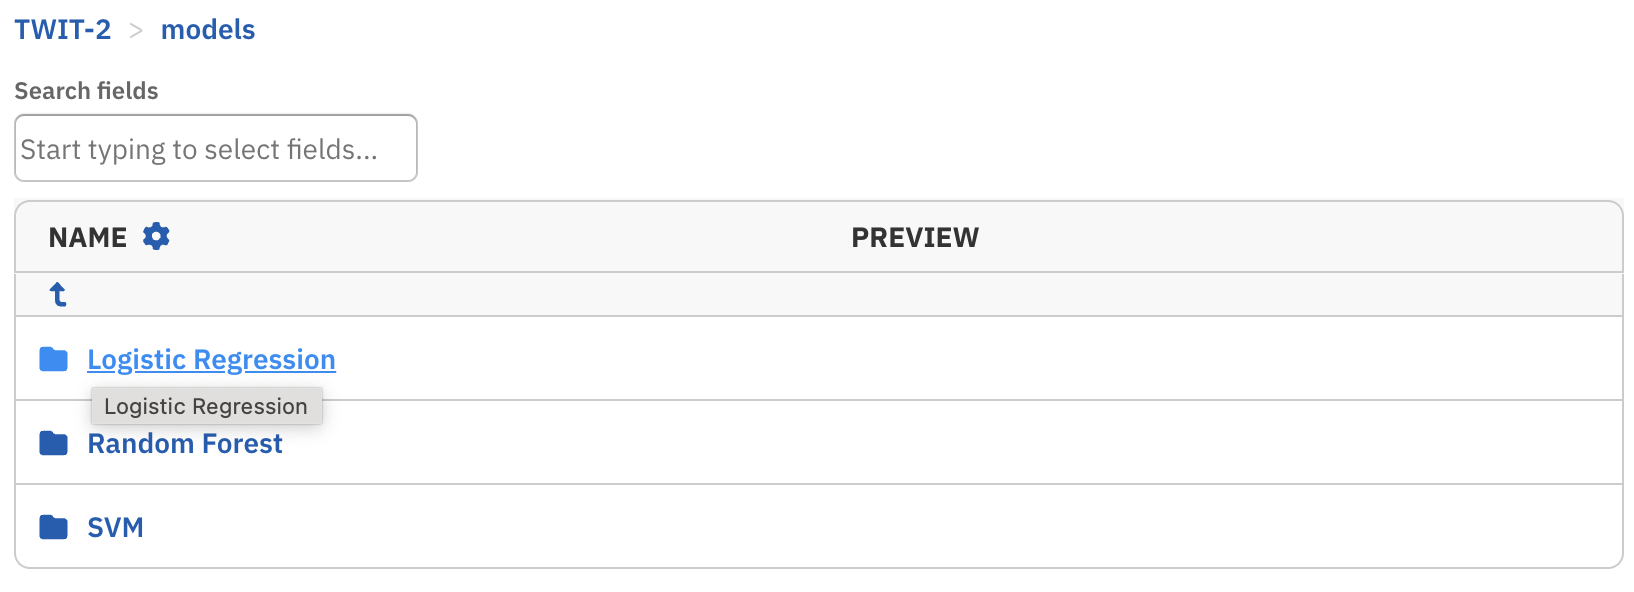 TWIT-2 > models
Search fields
Start typing to select fields...
NAME PREVIEW
Logistic Regression
Logistic Regression
Random Forest
SVM